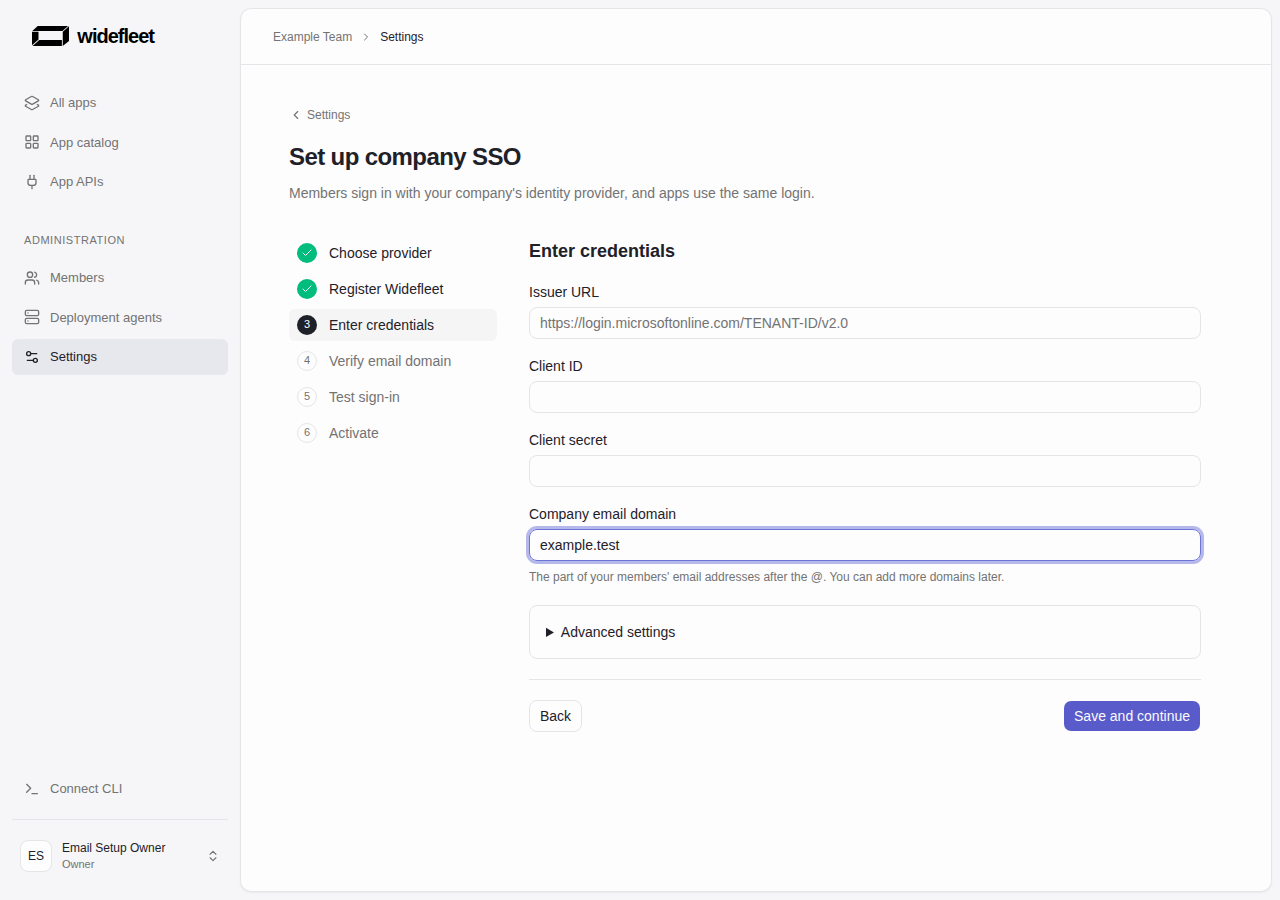 widefleet
All apps
App catalog
App APIs
ADMINISTRATION
Members
Deployment agents
Settings
Connect CLI
ES
Email Setup Owner
Owner
Example Team
Settings
Settings
Set up company SSO
Members sign in with your company's identity provider, and apps use the same login.
Choose provider
Register Widefleet
3
Enter credentials
4
Verify email domain
5
Test sign-in
6
Activate
Enter credentials
Issuer URL
https://login.microsoftonline.com/TENANT-ID/v2.0
Client ID
Client secret
Company email domain
example.test
The part of your members' email addresses after the @. You can add more domains later.
Advanced settings
Back
Save and continue